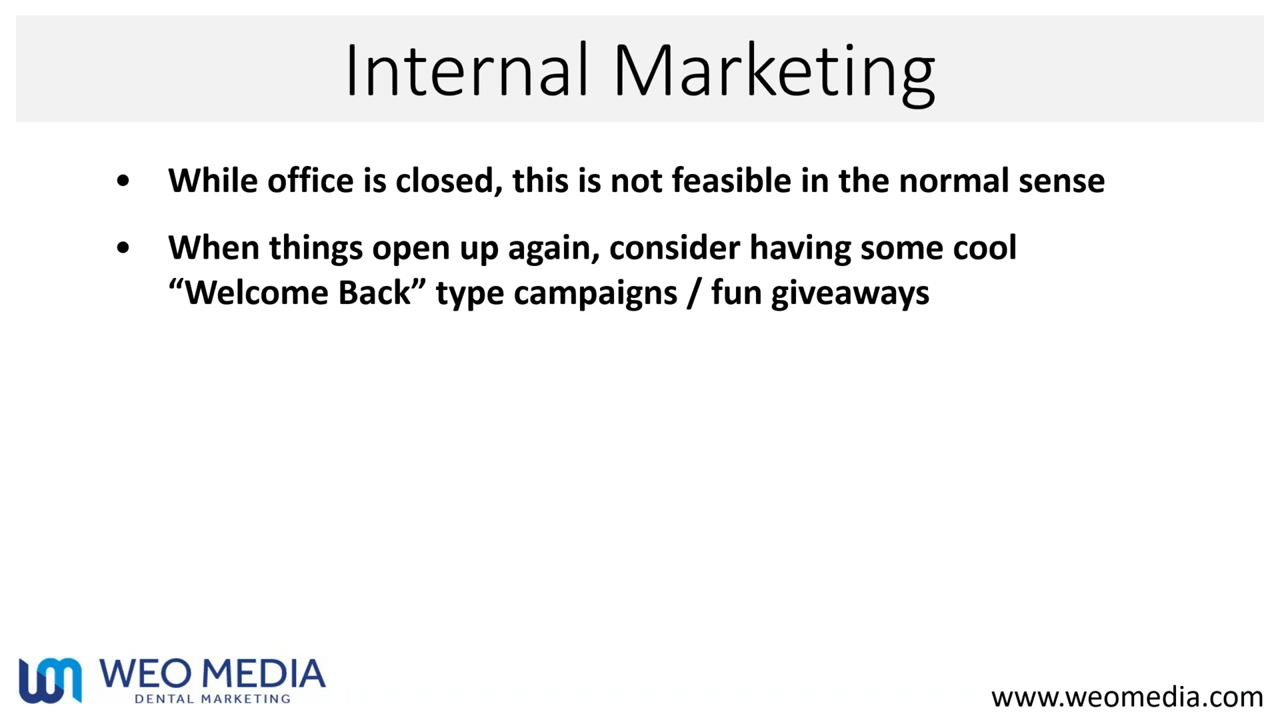 Internal Marketing
• While office is closed, this is not feasible in the normal sense
• When things open up again, consider having some cool
“Welcome Back” type campaigns / fun giveaways
WEO MEDIA
DENTAL MARKETING
www.weomedia.com